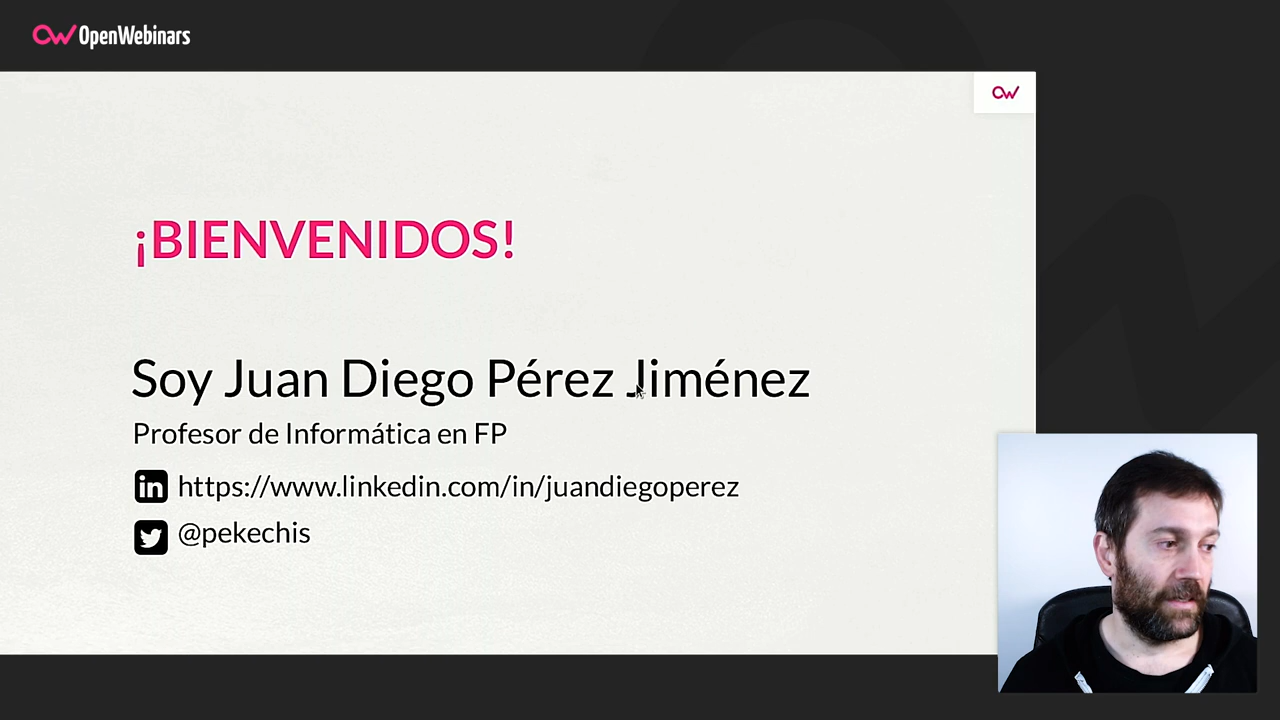 OpenWebinars
¡BIENVENIDOS!
Soy Juan Diego Pérez Jiménez
Profesor de Informática en FP
https://www.linkedin.com/in/juandiegoperez
@pekechis